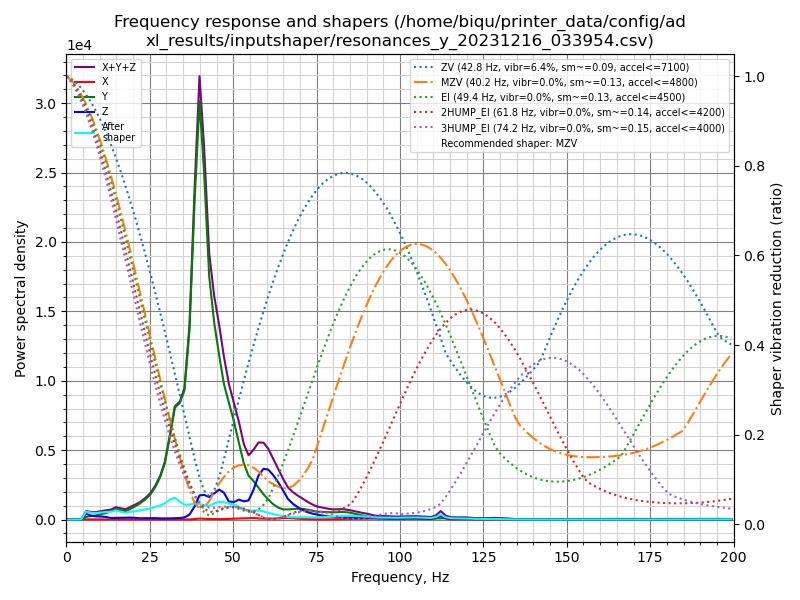 Frequency response and shapers (/home/biqu/printer_data/config/ad
xl_results/inputshaper/resonances_y_20231216_033954.csv)
1e4
X+Y+Z
X
Y
Z
After
shaper
ZV (42.8 Hz, vibr=6.4%, sm~=0.09, accel<=7100)
MZV (40.2 Hz, vibr=0.0%, sm~=0.13, accel<=4800)
EI (49.4 Hz, vibr=0.0%, sm~=0.13, accel<=4500)
2HUMP_EI (61.8 Hz, vibr=0.0%, sm~=0.14, accel<=4200)
3HUMP_EI (74.2 Hz, vibr=0.0%, sm~=0.15, accel<=4000)
Recommended shaper: MZV
Power spectral density
3.0
2.5
2.0
1.5
1.0
0.5
0.0
1.0
0.8
0.6
0.4
0.2
0.0
Shaper vibration reduction (ratio)
0 25 50 75 100 125 150 175 200
Frequency, Hz